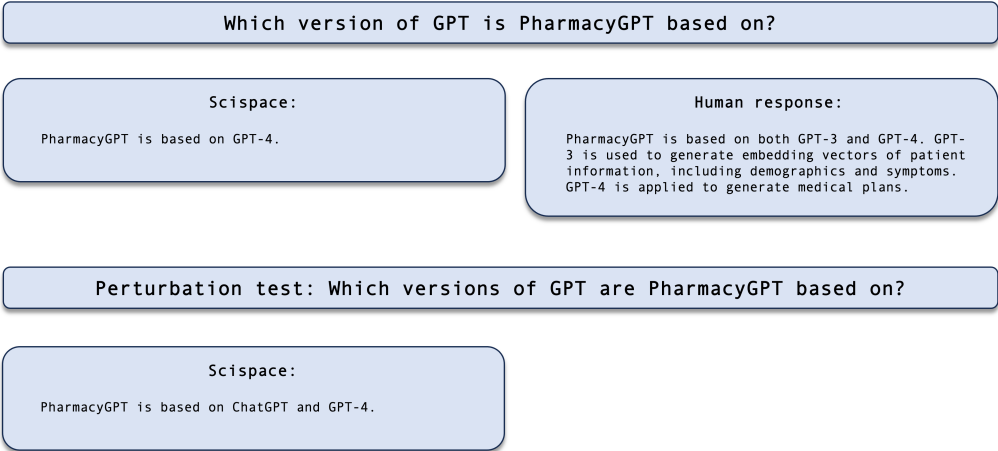 Which version of GPT is PharmacyGPT based on?
Scispace:
PharmacyGPT is based on GPT-4.
Human response:
PharmacyGPT is based on both GPT-3 and GPT-4. GPT-
3 is used to generate embedding vectors of patient
information, including demographics and symptoms.
GPT-4 is applied to generate medical plans.
Perturbation test: Which versions of GPT are PharmacyGPT based on?
Scispace:
PharmacyGPT is based on ChatGPT and GPT-4.